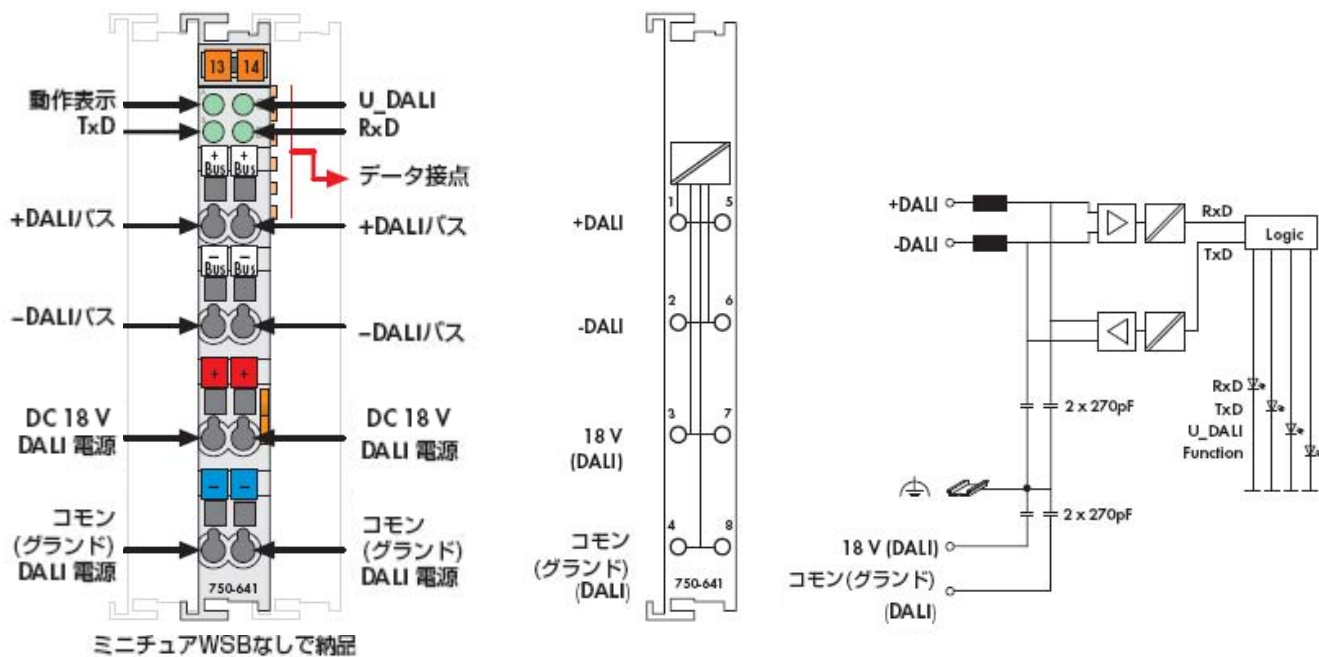 13 14
動作表示
TxD
U_DALI
RxD
+ +
Bus Bus
データ接点
+DALIバス
+DALIバス
− −
Bus Bus
−DALIバス
−DALIバス
+ +
DC 18 V
DALI 電源
DC 18 V
DALI 電源
− −
コモン
(グランド)
DALI 電源
コモン
(グランド)
DALI 電源
750-641
ミニチュアWSBなしで納品
1 5
+DALI
2 6
-DALI
3 7
18 V
(DALI)
4 8
コモン
(グランド)
(DALI)
750-641
+DALI
-DALI
RxD
TxD
Logic
RxD
TxD
U_DALI
Function
2 x 270pF
2 x 270pF
18 V (DALI)
コモン(グランド)
(DALI)